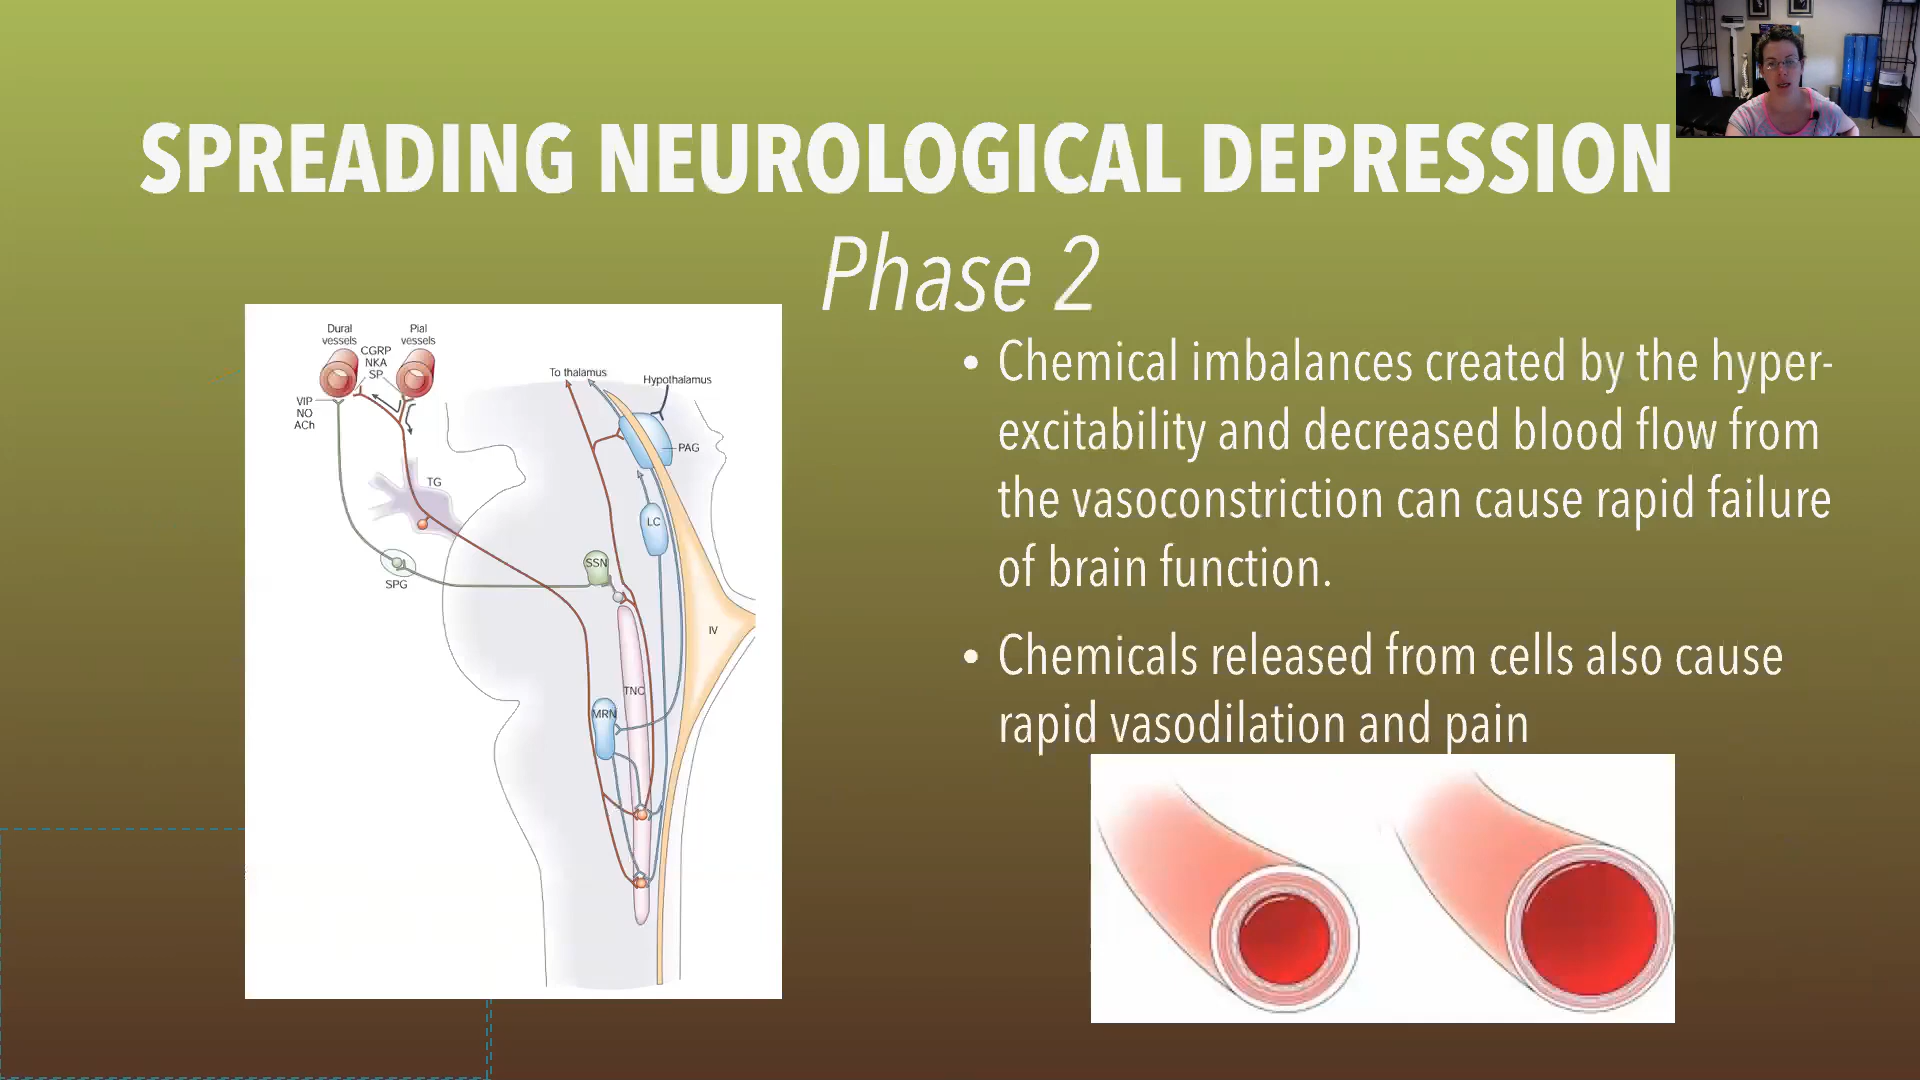 SPREADING NEUROLOGICAL DEPRESSION
Phase 2
Dural
vessels
Pial
vessels
CGRP
NKA
SP
VIP
NO
ACh
To thalamus
Hypothalamus
PAG
TG
LC
SSN
SPG
IV
TNC
MRN
• Chemical imbalances created by the hyper-
excitability and decreased blood flow from
the vasoconstriction can cause rapid failure
of brain function.
• Chemicals released from cells also cause
rapid vasodilation and pain